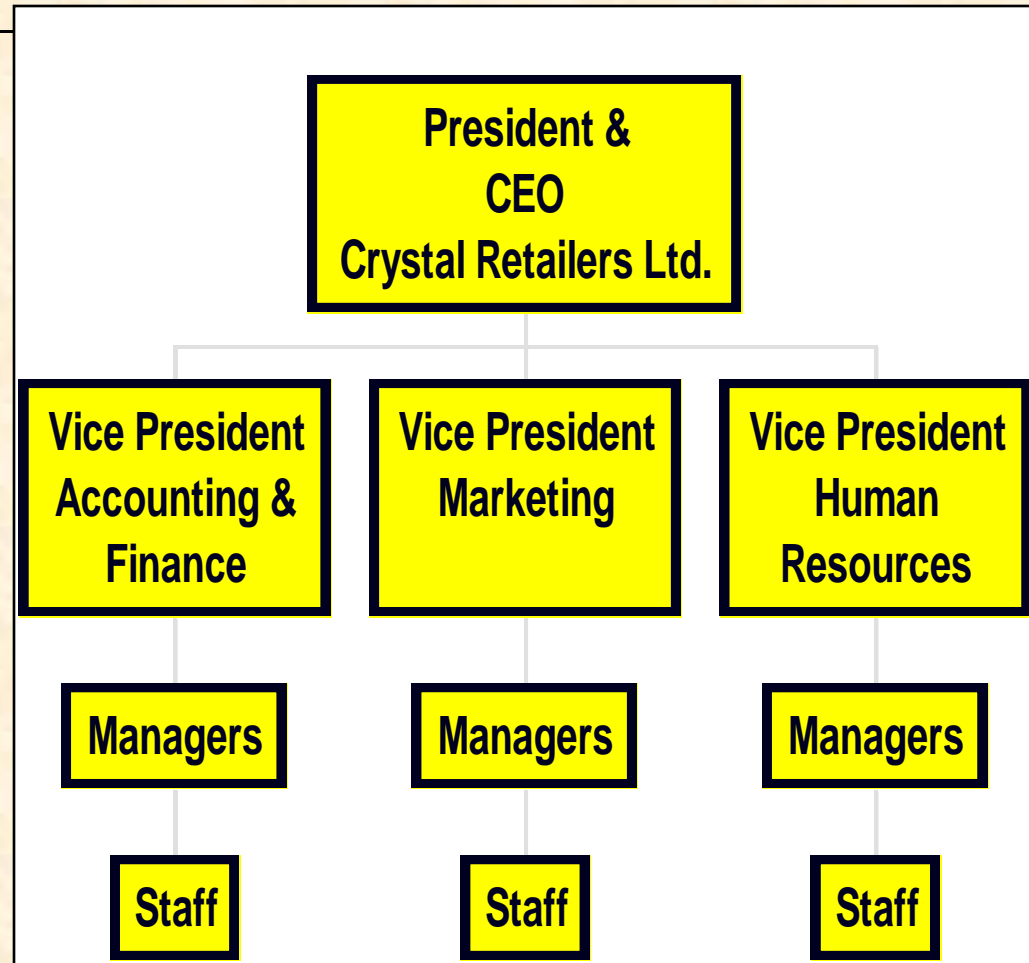 President &
CEO
Crystal Retailers Ltd.
Vice President
Accounting &
Finance
Vice President
Marketing
Vice President
Human
Resources
Managers
Managers
Managers
Staff
Staff
Staff